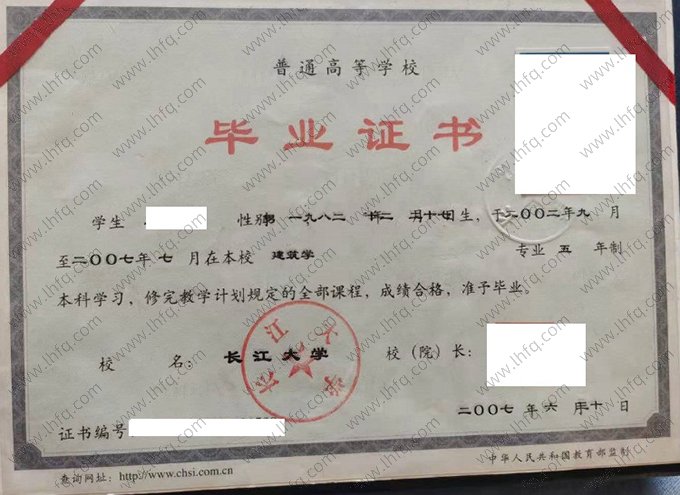 普通高等学校
毕业证书
学生 性别 一九八二 生，于二〇〇二年九月
至二〇〇七年七月在本校 建筑学 专业 五 年制
本科学习，修完教学计划规定的全部课程，成绩合格，准予毕业。
校 名： 长江大学 校（院）长：
长江大学
二〇〇七 年 六 十日
证书编号
查询网址：http://www.chsi.com.cn
中华人民共和国教育部监制
www.lhfq.com